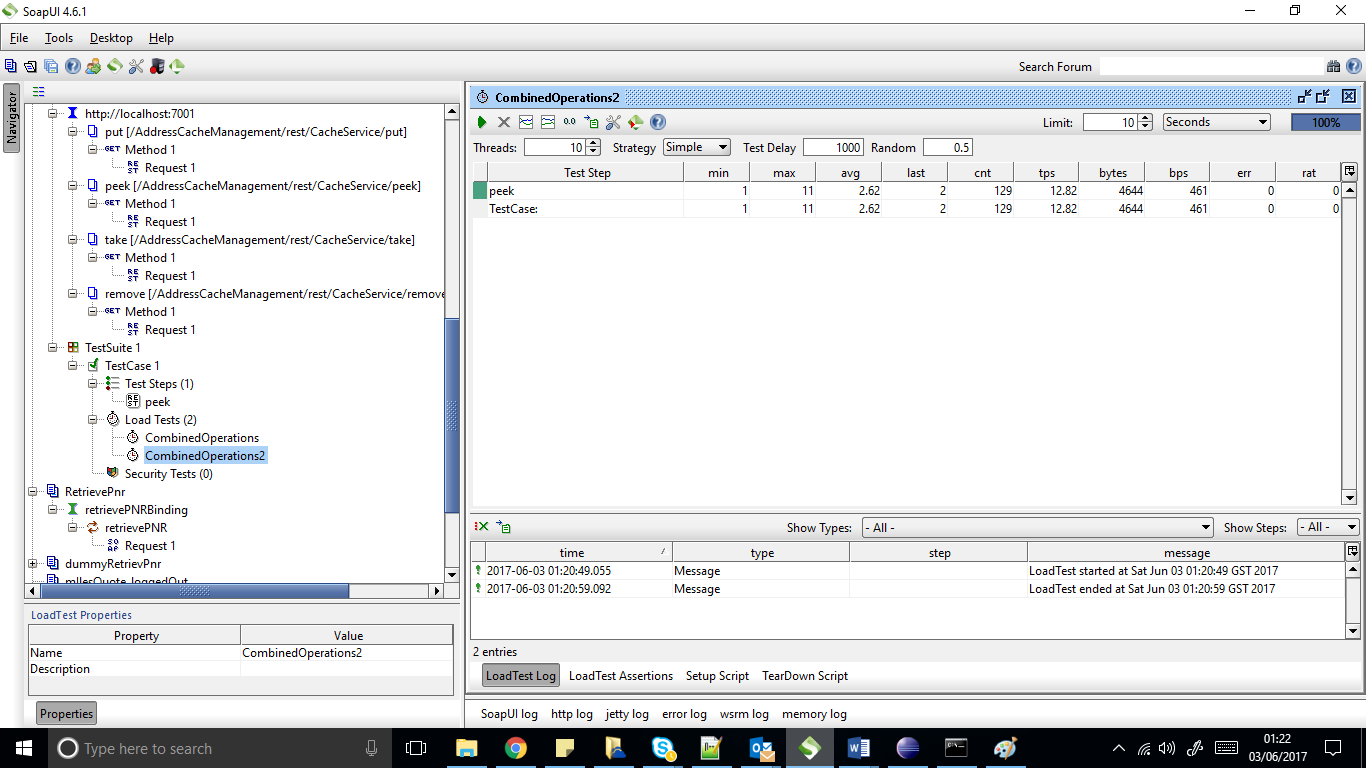 SoapUI 4.6.1
File Tools Desktop Help
Search Forum
Navigator
http://localhost:7001
put [/AddressCacheManagement/rest/CacheService/put]
GET Method 1
REST Request 1
peek [/AddressCacheManagement/rest/CacheService/peek]
GET Method 1
REST Request 1
take [/AddressCacheManagement/rest/CacheService/take]
GET Method 1
REST Request 1
remove [/AddressCacheManagement/rest/CacheService/remove
GET Method 1
REST Request 1
TestSuite 1
TestCase 1
Test Steps (1)
REST peek
Load Tests (2)
CombinedOperations
CombinedOperations2
Security Tests (0)
RetrievePnr
retrievePNRBinding
retrievePNR
SOAP Request 1
dummyRetrievPnr
LoadTest Properties
Property Value
Name CombinedOperations2
Description
Properties
CombinedOperations2
0.0
Limit: 10 Seconds 100%
Threads: 10 Strategy Simple Test Delay 1000 Random 0.5
Test Step min max avg last cnt tps bytes bps err rat
peek 1 11 2.62 2 129 12.82 4644 461 0 0
TestCase: 1 11 2.62 2 129 12.82 4644 461 0 0
Show Types: - All - Show Steps: - All -
time type step message
2017-06-03 01:20:49.055 Message LoadTest started at Sat Jun 03 01:20:49 GST 2017
2017-06-03 01:20:59.092 Message LoadTest ended at Sat Jun 03 01:20:59 GST 2017
2 entries
LoadTest Log LoadTest Assertions Setup Script TearDown Script
SoapUI log http log jetty log error log wsrm log memory log
Type here to search
01:22
03/06/2017